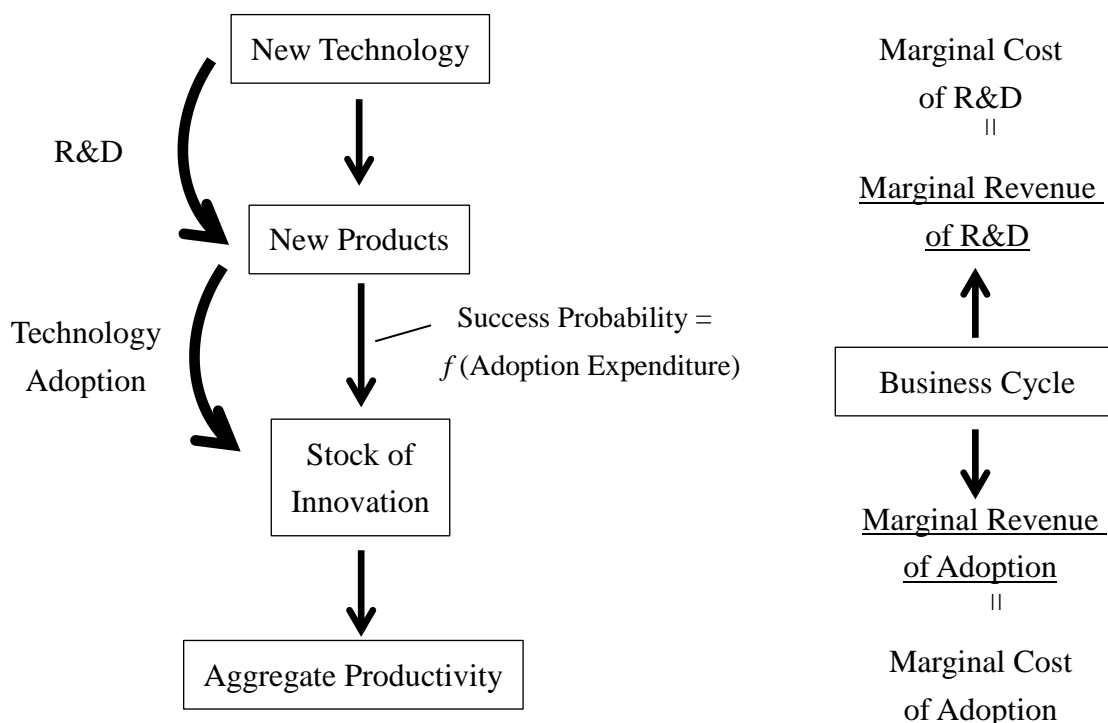 New Technology
R&D
New Products
Technology
Adoption
Success Probability =
f (Adoption Expenditure)
Stock of
Innovation
Aggregate Productivity
Marginal Cost
of R&D
=
Marginal Revenue
of R&D
Business Cycle
Marginal Revenue
of Adoption
=
Marginal Cost
of Adoption